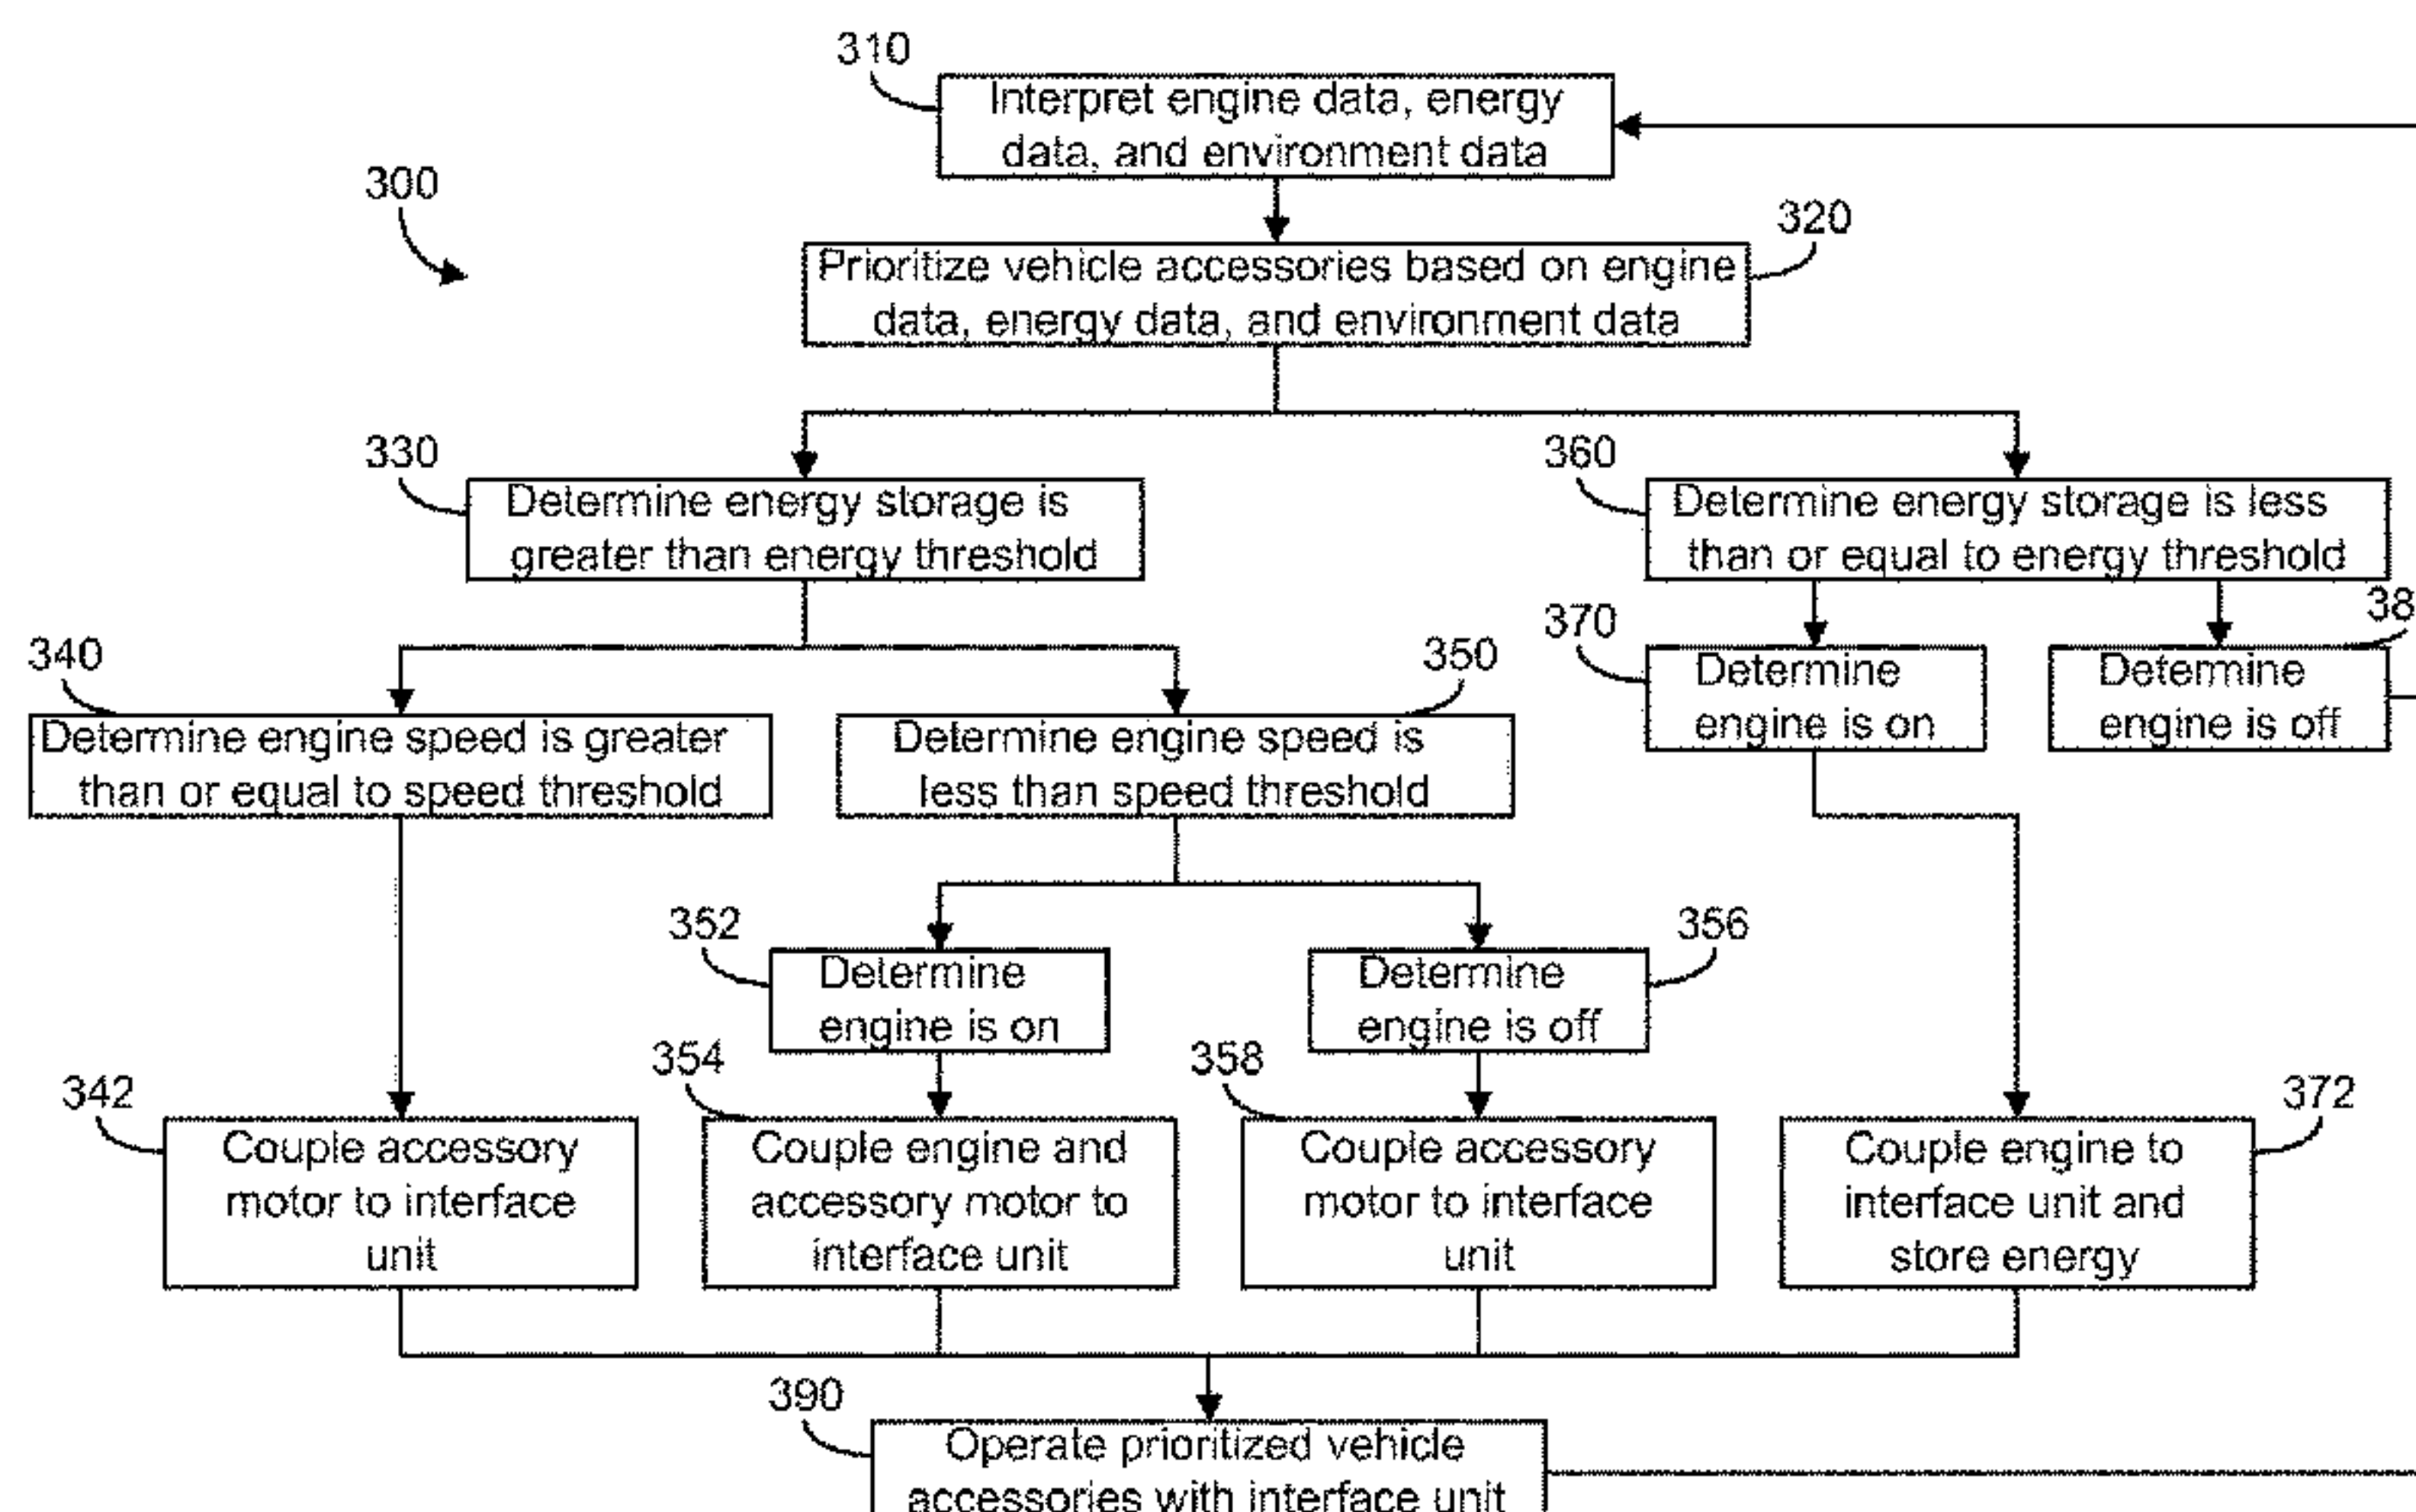 310
Interpret engine data, energy
data, and environment data
300
320
Prioritize vehicle accessories based on engine
data, energy data, and environment data
330
Determine energy storage is
greater than energy threshold
360
Determine energy storage is less
than or equal to energy threshold
340
Determine engine speed is greater
than or equal to speed threshold
350
Determine engine speed is
less than speed threshold
370
Determine
engine is on
38
Determine
engine is off
352
Determine
engine is on
356
Determine
engine is off
342
Couple accessory
motor to interface
unit
354
Couple engine and
accessory motor to
interface unit
358
Couple accessory
motor to interface
unit
372
Couple engine to
interface unit and
store energy
390
Operate prioritized vehicle
accessories with interface unit